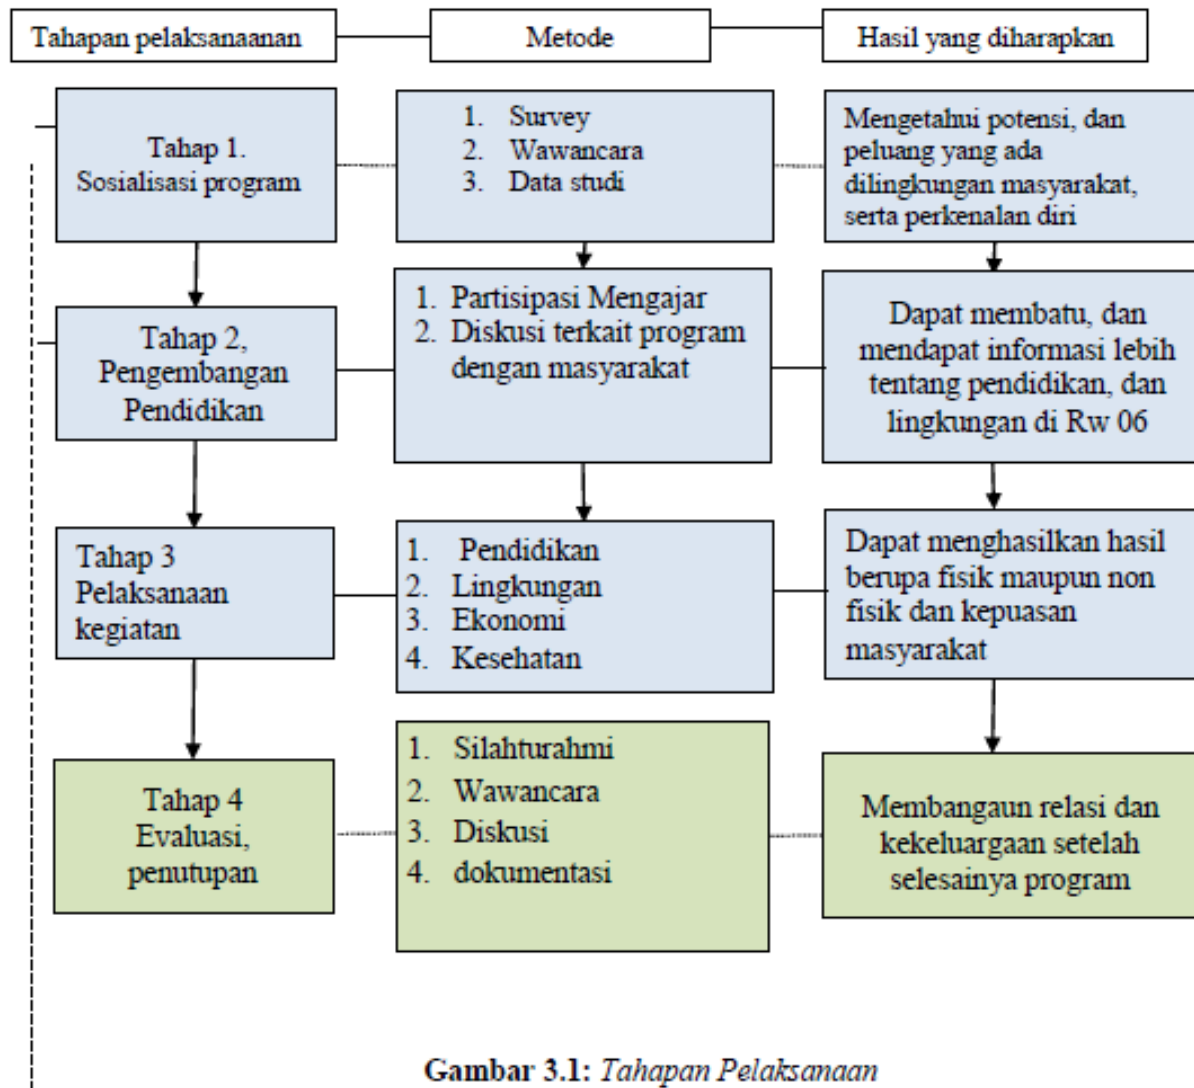 Tahapan pelaksanaanan
Metode
Hasil yang diharapkan
Tahap 1.
Sosialisasi program
1. Survey
2. Wawancara
3. Data studi
Mengetahui potensi, dan
peluang yang ada
dilingkungan masyarakat,
serta perkenalan diri
Tahap 2,
Pengembangan
Pendidikan
1. Partisipasi Mengajar
2. Diskusi terkait program
dengan masyarakat
Dapat membatu, dan
mendapat informasi lebih
tentang pendidikan, dan
lingkungan di Rw 06
Tahap 3
Pelaksanaan
kegiatan
1. Pendidikan
2. Lingkungan
3. Ekonomi
4. Kesehatan
Dapat menghasilkan hasil
berupa fisik maupun non
fisik dan kepuasan
masyarakat
Tahap 4
Evaluasi,
penutupan
1. Silahturahmi
2. Wawancara
3. Diskusi
4. dokumentasi
Membangaun relasi dan
kekeluargaan setelah
selesainya program
Gambar 3.1: Tahapan Pelaksanaan